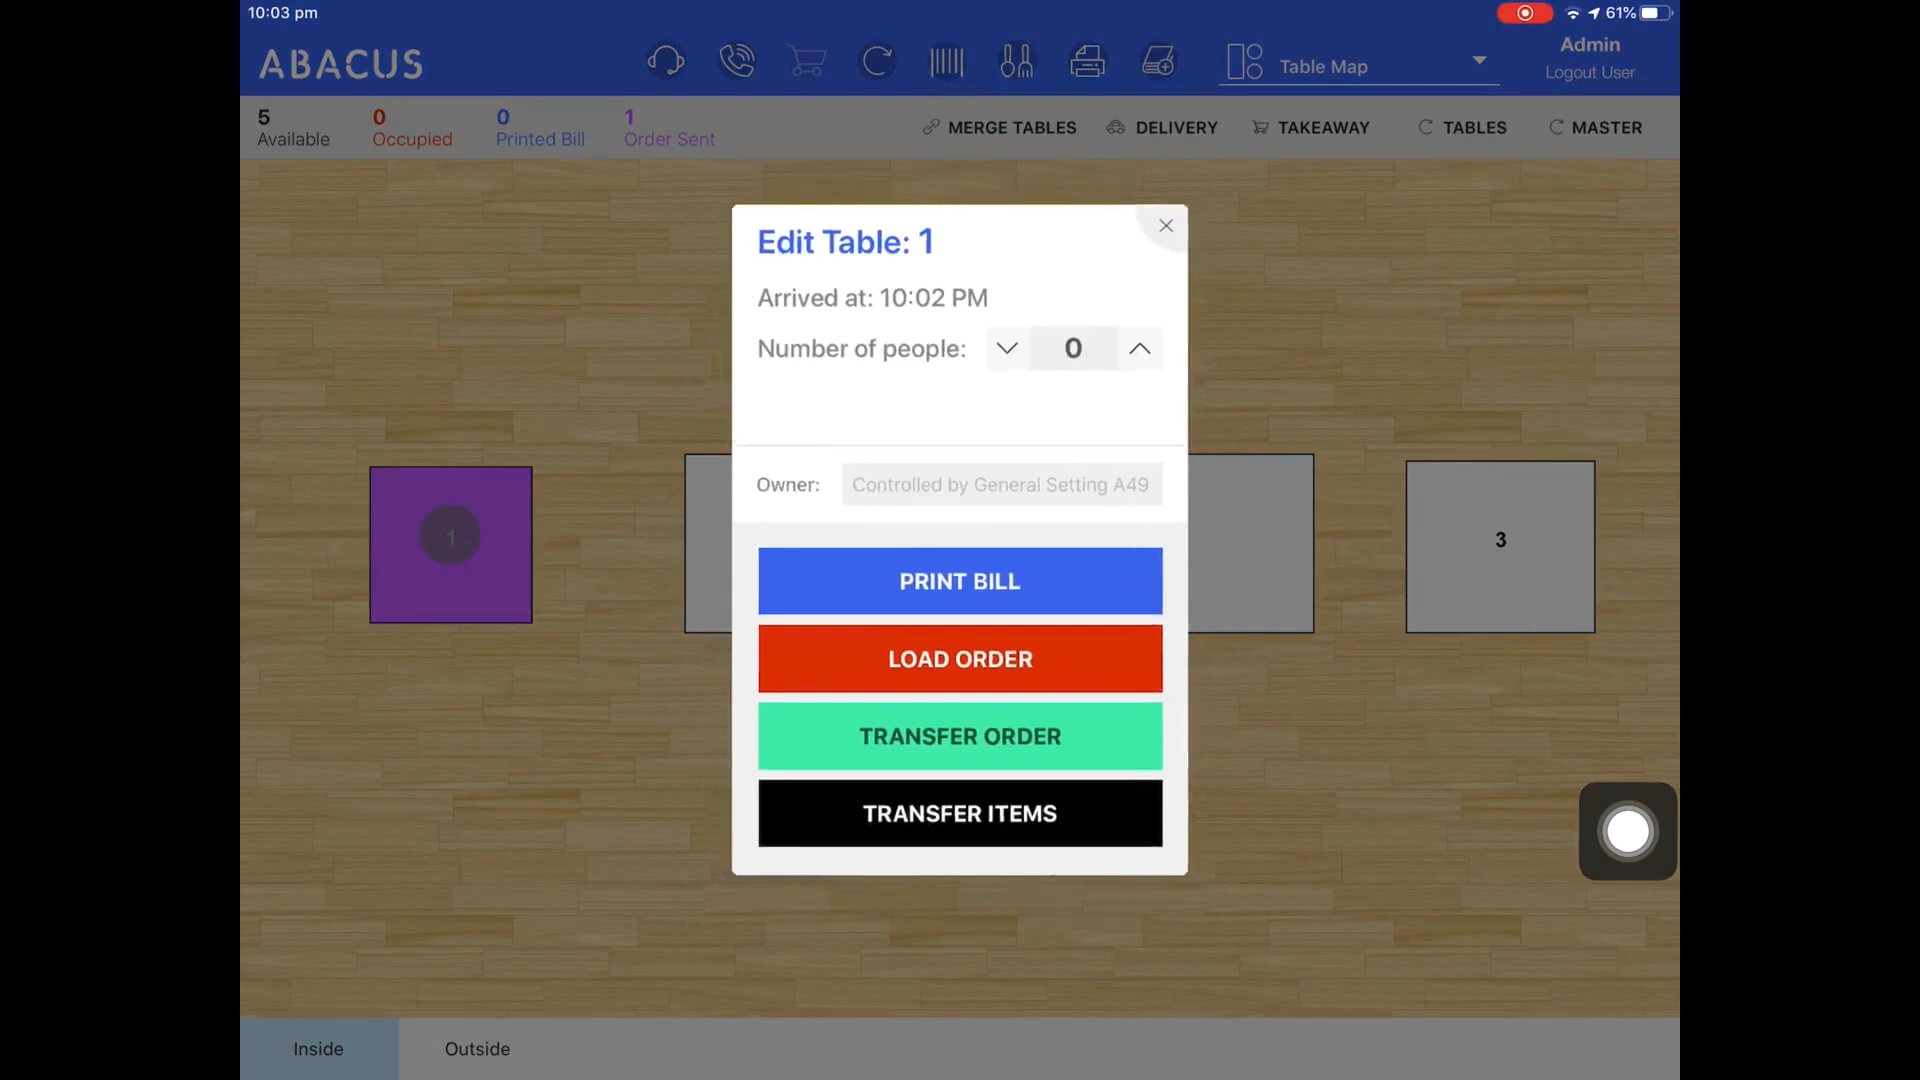 10:03 pm
61%
ABACUS
Table Map
Admin
Logout User
5
Available
0
Occupied
0
Printed Bill
1
Order Sent
MERGE TABLES
DELIVERY
TAKEAWAY
TABLES
MASTER
Edit Table: 1
Arrived at: 10:02 PM
Number of people: 0
Owner: Controlled by General Setting A49
PRINT BILL
LOAD ORDER
TRANSFER ORDER
TRANSFER ITEMS
1
3
Inside
Outside